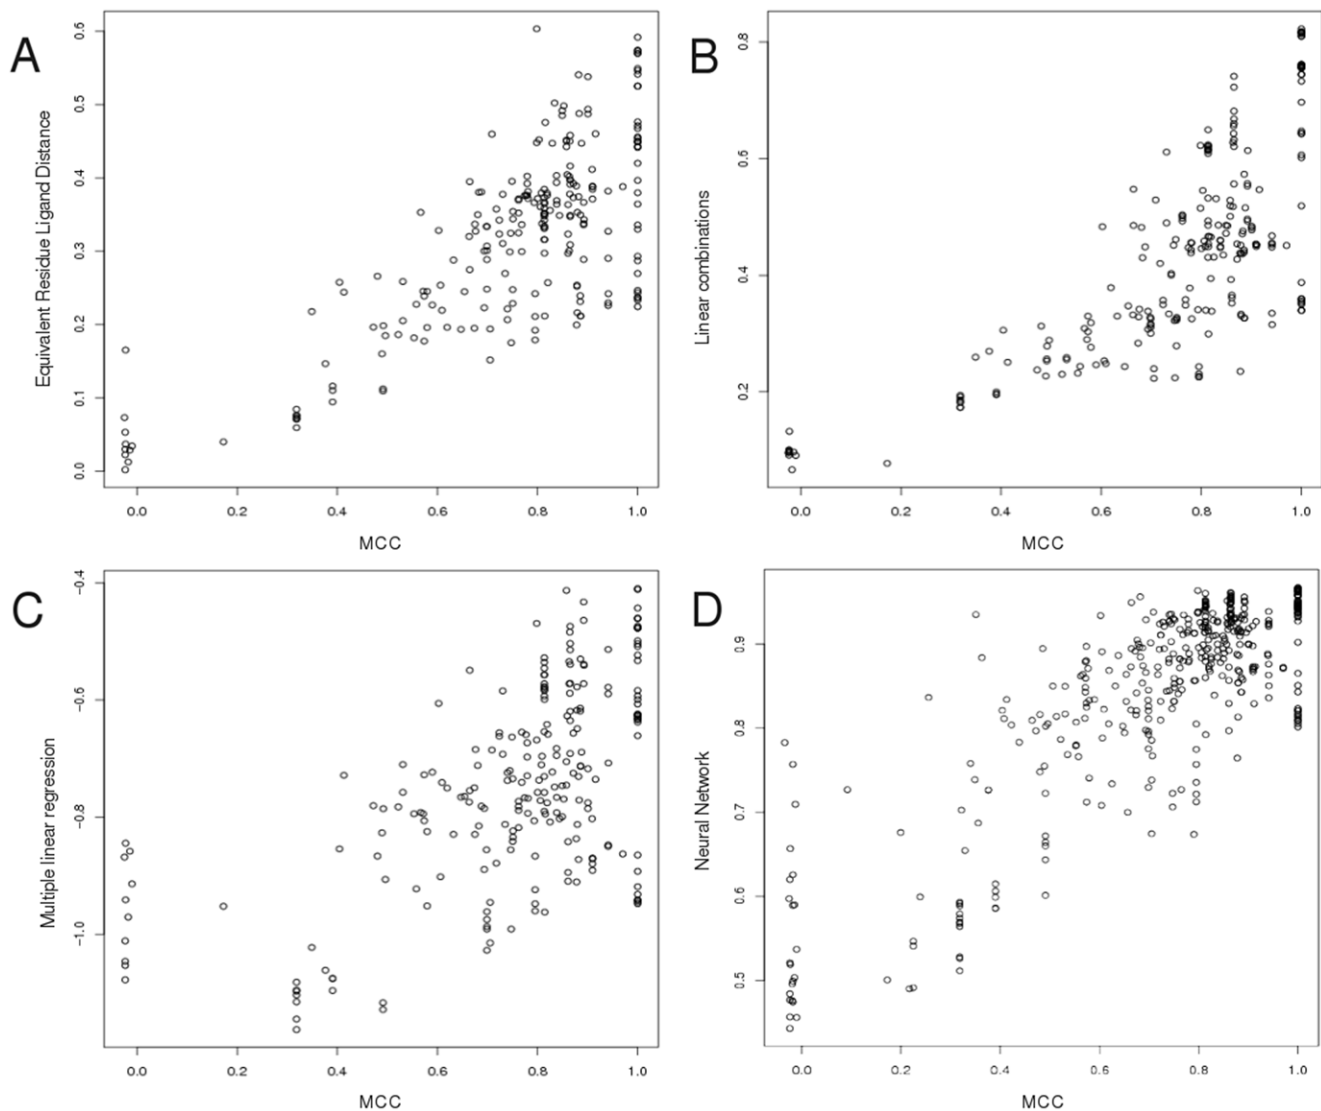 A
Equivalent Residue Ligand Distance
0.6
0.5
0.4
0.3
0.2
0.1
0.0
0.0 0.2 0.4 0.6 0.8 1.0
MCC
B
Linear combinations
0.8
0.6
0.4
0.2
0.0 0.2 0.4 0.6 0.8 1.0
MCC
C
Multiple linear regression
−0.4
−0.6
−0.8
−1.0
0.0 0.2 0.4 0.6 0.8 1.0
MCC
D
Neural Network
0.9
0.8
0.7
0.6
0.5
0.0 0.2 0.4 0.6 0.8 1.0
MCC